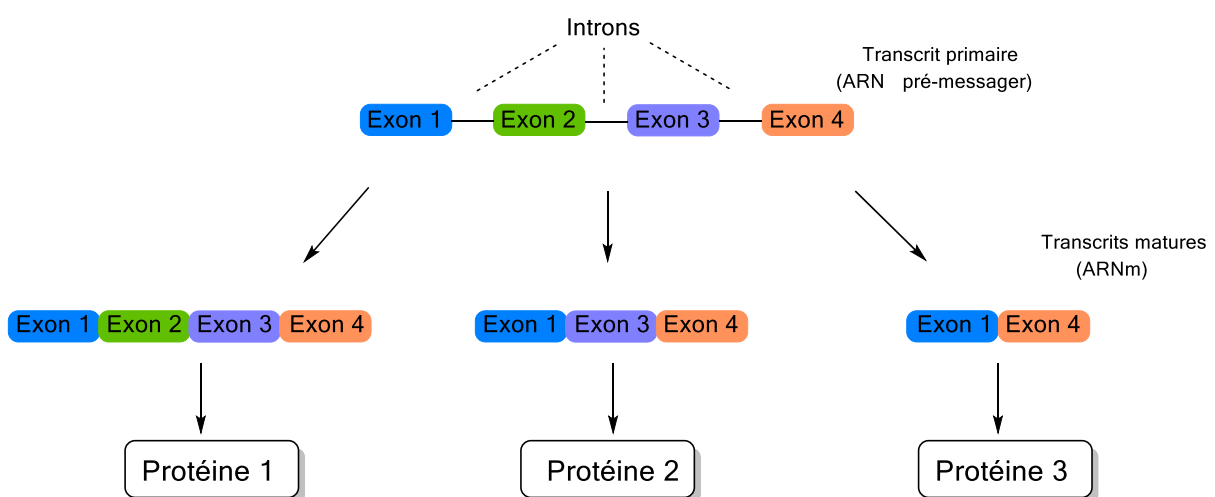 Introns
Transcrit primaire
(ARN pré-messager)
Exon 1 Exon 2 Exon 3 Exon 4
Transcrits matures
(ARNm)
Exon 1 Exon 2 Exon 3 Exon 4
Exon 1 Exon 3 Exon 4
Exon 1 Exon 4
Protéine 1
Protéine 2
Protéine 3